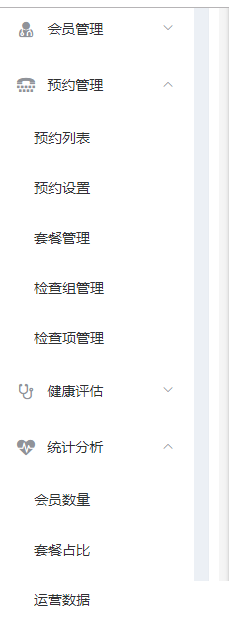 会员管理
预约管理
预约列表
预约设置
套餐管理
检查组管理
检查项管理
健康评估
统计分析
会员数量
套餐占比
运营数据